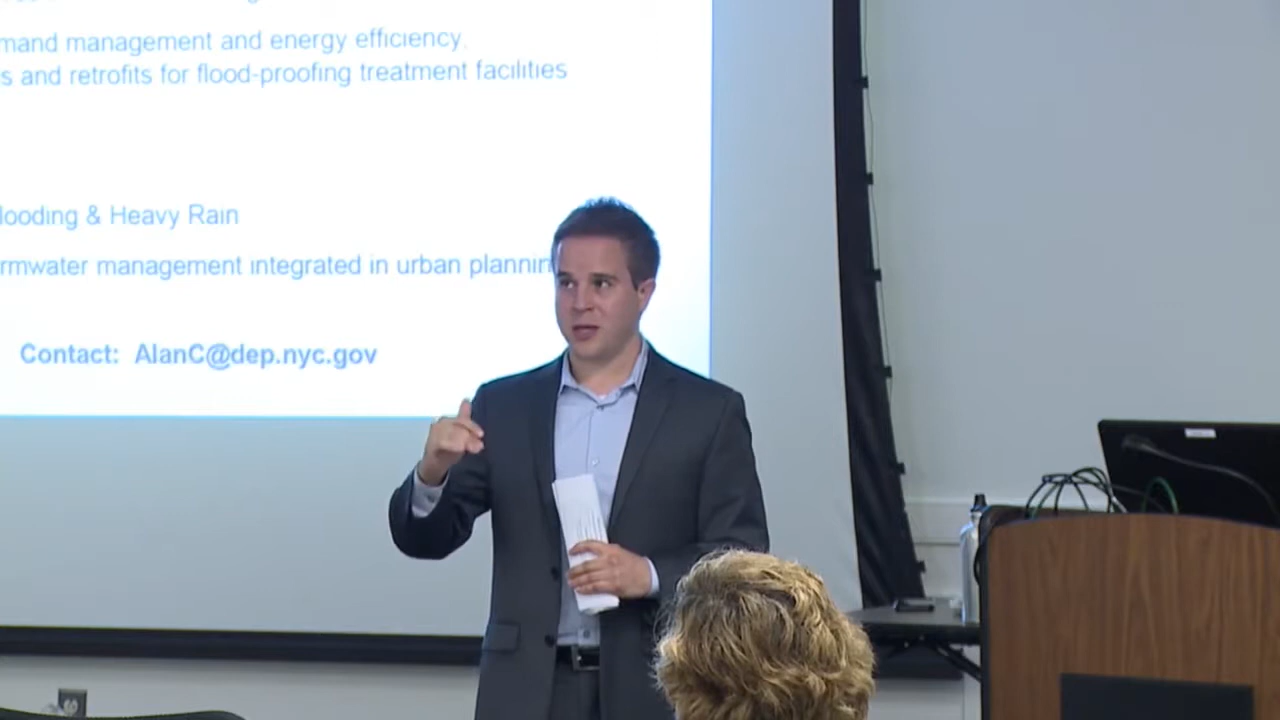 mand management and energy efficiency,
s and retrofits for flood-proofing treatment facilities
looding & Heavy Rain
rmwater management integrated in urban plannin
Contact: AlanC@dep.nyc.gov